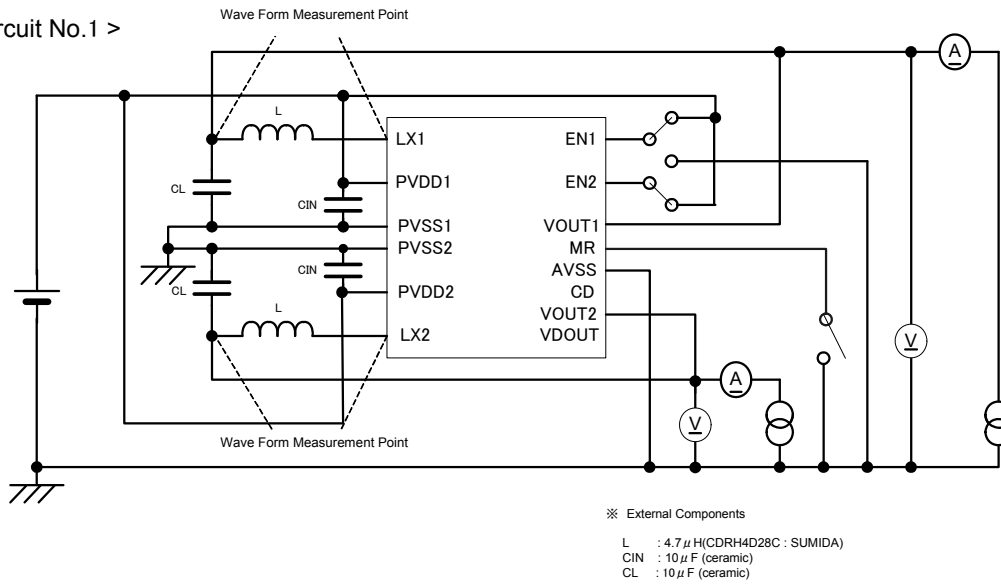 Wave Form Measurement Point
rcuit No.1 >
A
L
LX1
EN1
CL
PVDD1
EN2
CIN
PVSS1
VOUT1
PVSS2
MR
CIN
AVSS
CL
PVDD2
CD
L
VOUT2
LX2
VDOUT
V
A
V
Wave Form Measurement Point
※ External Components
L : 4.7μH(CDRH4D28C : SUMIDA)
CIN : 10μF (ceramic)
CL : 10μF (ceramic)